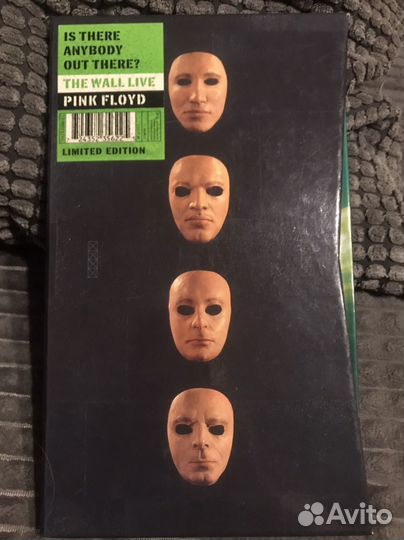 IS THERE
ANYBODY
OUT THERE?
THE WALL LIVE
PINK FLOYD
LIMITED EDITION
Avito